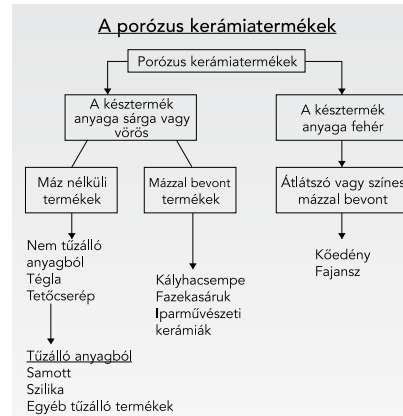 A porózus kerámiatermékek
Porózus kerámiatermékek
A késztermék
anyaga sárga vagy
vörös
A késztermék
anyaga fehér
Máz nélküli
termékek
Mázzal bevont
termékek
Átlátszó vagy színes
mázzal bevont
Nem tűzálló
anyagból
Tégla
Tetőcserép
Kályhacsempe
Fazekasáruk
Iparművészeti
kerámiák
Kőedény
Fajansz
Tűzálló anyagból
Samott
Szilika
Egyéb tűzálló termékek